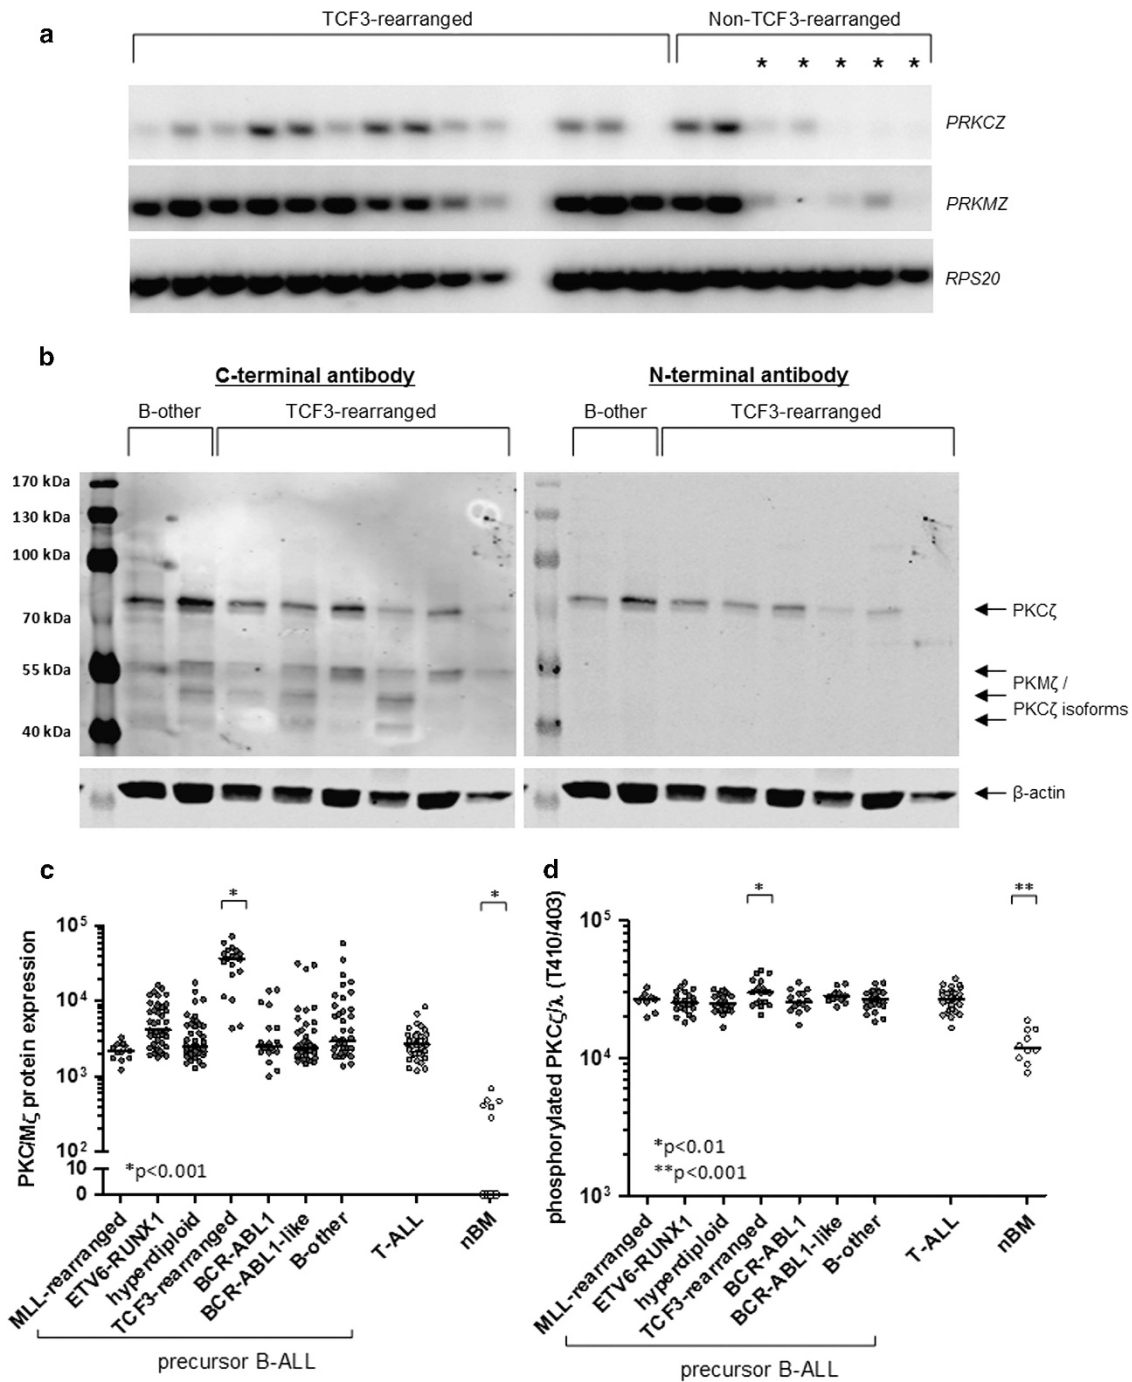 a
TCF3-rearranged
Non-TCF3-rearranged
* * * * *
PRKCZ
PRKMZ
RPS20
b
C-terminal antibody
N-terminal antibody
B-other
TCF3-rearranged
B-other
TCF3-rearranged
170 kDa
130 kDa
100 kDa
70 kDa
55 kDa
40 kDa
PKCζ
PKMζ /
PKCζ isoforms
β-actin
c
PKC/Mζ protein expression
10⁵
10⁴
10³
10²
10
0
*
*
*p<0.001
MLL-rearranged
ETV6-RUNX1
hyperdiploid
TCF3-rearranged
BCR-ABL1
BCR-ABL1-like
B-other
T-ALL
nBM
precursor B-ALL
d
phosphorylated PKCζ/λ (T410/403)
10⁵
10⁴
10³
*
**
*p<0.01
**p<0.001
MLL-rearranged
ETV6-RUNX1
hyperdiploid
TCF3-rearranged
BCR-ABL1
BCR-ABL1-like
B-other
T-ALL
nBM
precursor B-ALL